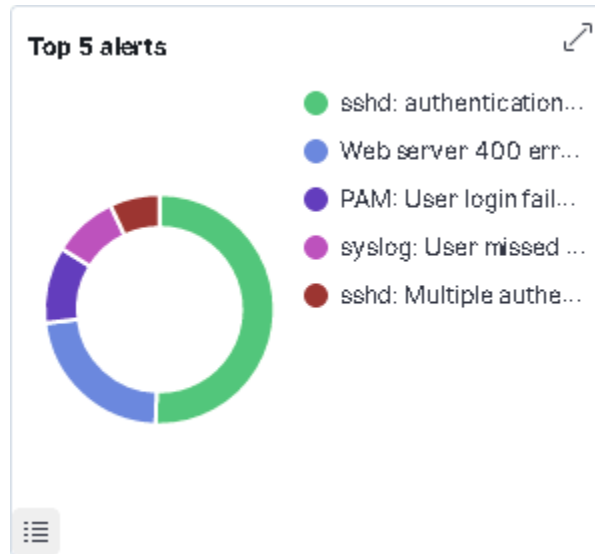 Top 5 alerts
sshd: authentication...
Web server 400 err...
PAM: User login fail...
syslog: User missed ...
sshd: Multiple authe...